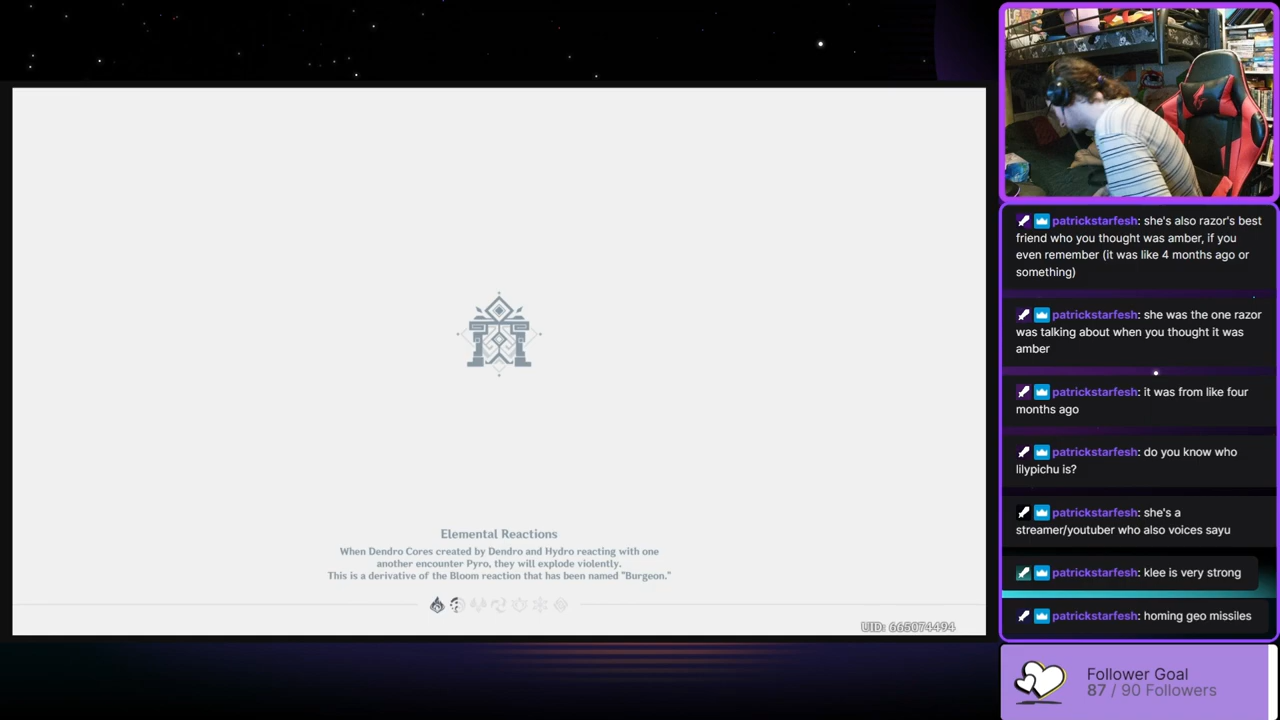 patrickstarfesh: she's also razor's best
friend who you thought was amber, if you
even remember (it was like 4 months ago or
something)
patrickstarfesh: she was the one razor
was talking about when you thought it was
amber
patrickstarfesh: it was from like four
months ago
patrickstarfesh: do you know who
lilypichu is?
patrickstarfesh: she's a
streamer/youtuber who also voices sayu
patrickstarfesh: klee is very strong
patrickstarfesh: homing geo missiles
Elemental Reactions
When Dendro Cores created by Dendro and Hydro reacting with one
another encounter Pyro, they will explode violently.
This is a derivative of the Bloom reaction that has been named "Burgeon."
UID: 665074494
Follower Goal
87 / 90 Followers